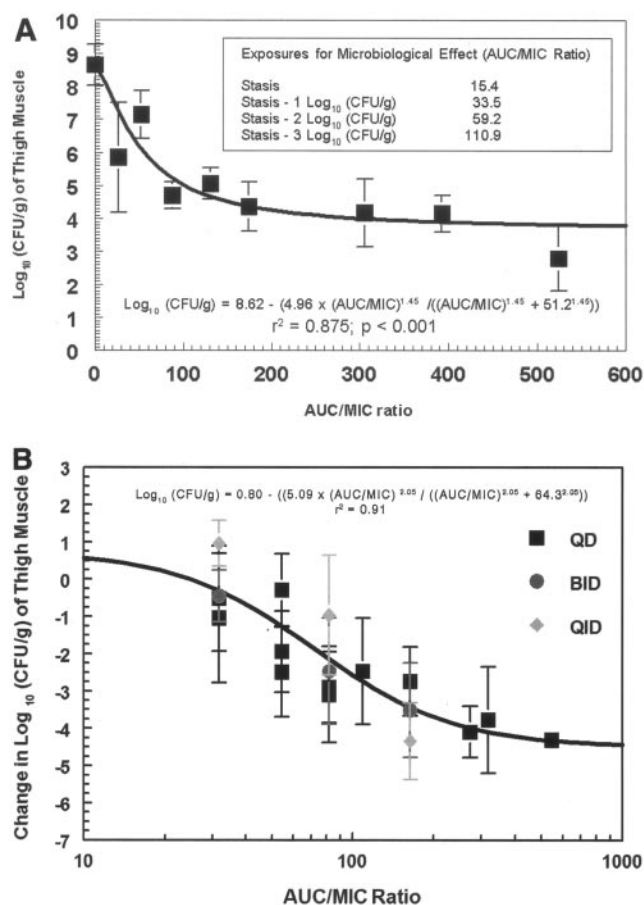 A
10
9
8
7
6
5
4
3
2
1
0
Log₁₀ (CFU/g) of Thigh Muscle
Exposures for Microbiological Effect (AUC/MIC Ratio)
Stasis 15.4
Stasis - 1 Log₁₀ (CFU/g) 33.5
Stasis - 2 Log₁₀ (CFU/g) 59.2
Stasis - 3 Log₁₀ (CFU/g) 110.9
Log₁₀ (CFU/g) = 8.62 - (4.96 x (AUC/MIC)¹·⁴⁵ /((AUC/MIC)¹·⁴⁵ + 51.2¹·⁴⁵))
r² = 0.875; p < 0.001
0 100 200 300 400 500 600
AUC/MIC ratio
B
3
2
1
0
-1
-2
-3
-4
-5
-6
-7
Change in Log ₁₀ (CFU/g) of Thigh Muscle
Log₁₀ (CFU/g) = 0.80 - ((5.09 x (AUC/MIC) ²·⁰⁵ / ((AUC/MIC)²·⁰⁵ + 64.3²·⁰⁵))
r² = 0.91
QD
BID
QID
10 100 1000
AUC/MIC Ratio